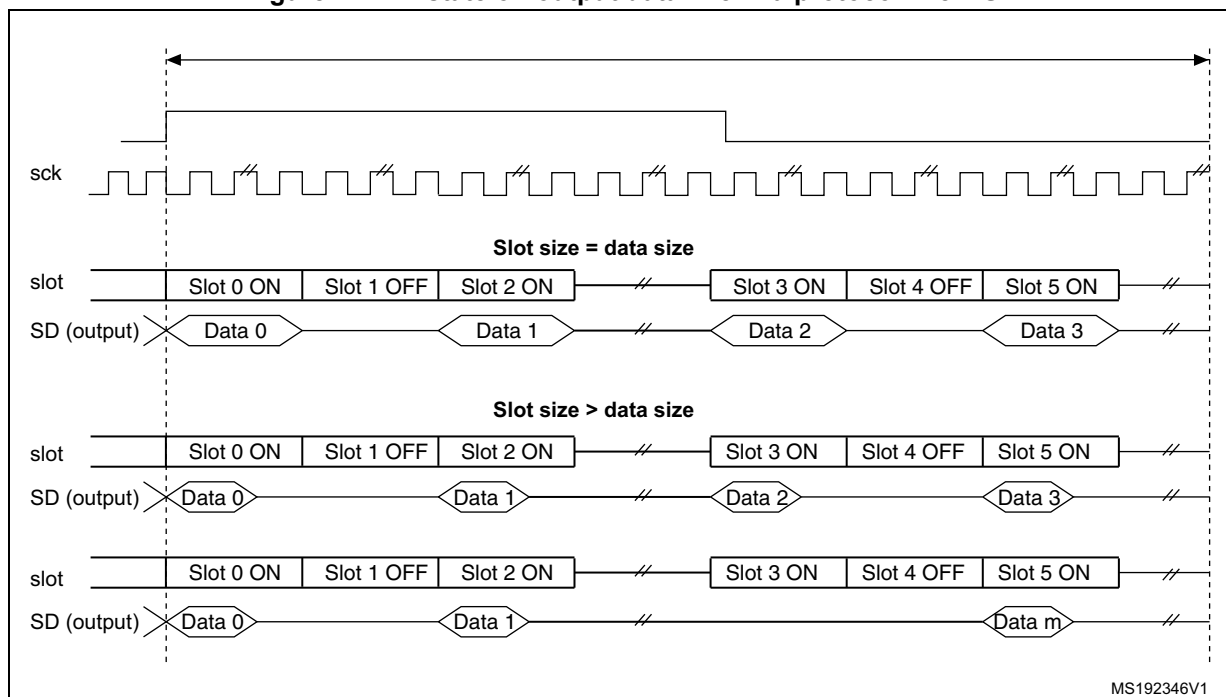 sck
Slot size = data size
slot
Slot 0 ON Slot 1 OFF Slot 2 ON Slot 3 ON Slot 4 OFF Slot 5 ON
SD (output)
Data 0 Data 1 Data 2 Data 3
Slot size > data size
slot
Slot 0 ON Slot 1 OFF Slot 2 ON Slot 3 ON Slot 4 OFF Slot 5 ON
SD (output)
Data 0 Data 1 Data 2 Data 3
slot
Slot 0 ON Slot 1 OFF Slot 2 ON Slot 3 ON Slot 4 OFF Slot 5 ON
SD (output)
Data 0 Data 1 Data m
MS192346V1